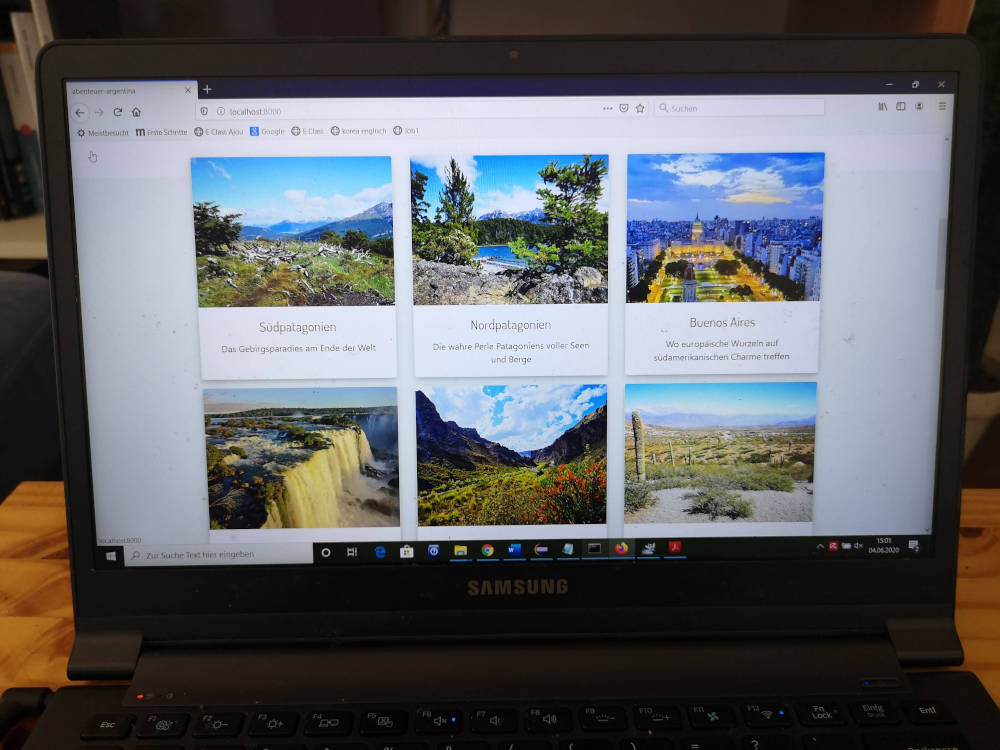 abenteuer-argentina
localhost:8000
Suchen
Meistbesucht
Erste Schritte
E Class Ajou
Google
E Class
korea englisch
Job1
Südpatagonien
Das Gebirgsparadies am Ende der Welt
Nordpatagonien
Die wahre Perle Patagoniens voller Seen
und Berge
Buenos Aires
Wo europäische Wurzeln auf
südamerikanischen Charme treffen
localhost:8000
Zur Suche Text hier eingeben
15:01
04.06.2020
SAMSUNG
Esc
F1
F2
F3
F4
F5
F6
F7
F8
F9
F10
F11
F12
Fn
Lock
Einfg
Druck
Entf